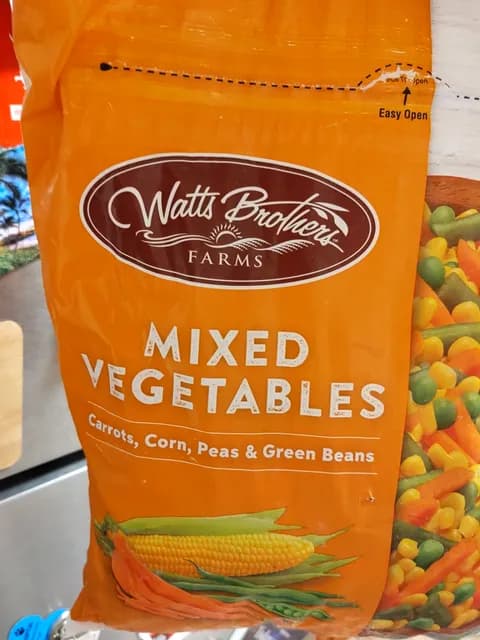 Easy Open
Watts Brothers
FARMS
MIXED
VEGETABLES
Carrots, Corn, Peas & Green Beans